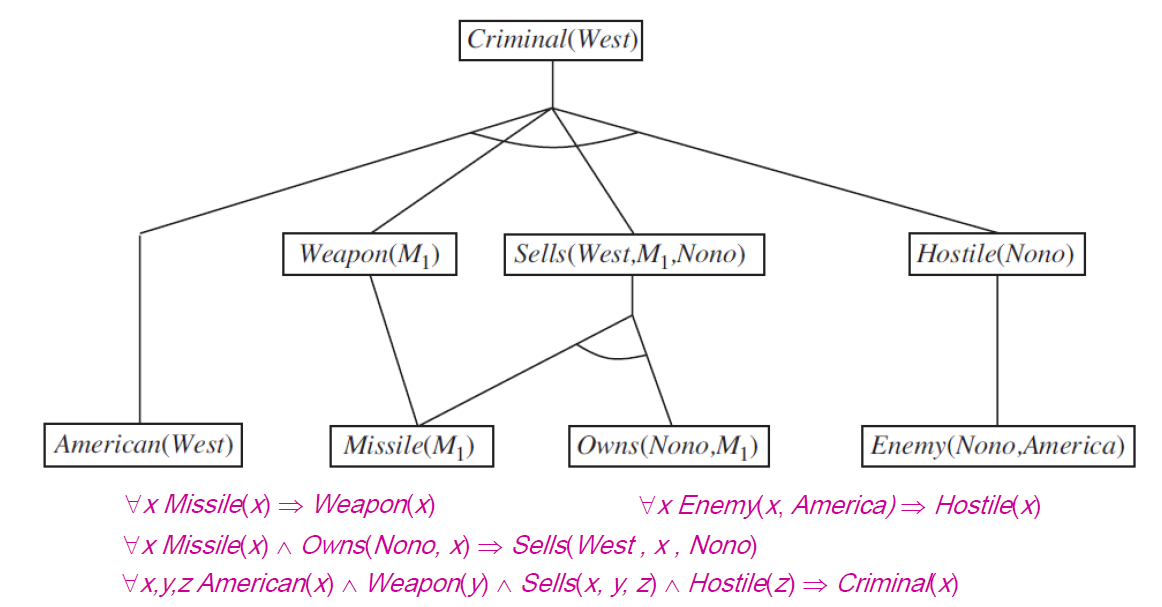 Criminal(West)
Weapon(M₁) Sells(West,M₁,Nono) Hostile(Nono)
American(West) Missile(M₁) Owns(Nono,M₁) Enemy(Nono,America)
∀x Missile(x) ⇒ Weapon(x) ∀x Enemy(x, America) ⇒ Hostile(x)
∀x Missile(x) ∧ Owns(Nono, x) ⇒ Sells(West , x , Nono)
∀x,y,z American(x) ∧ Weapon(y) ∧ Sells(x, y, z) ∧ Hostile(z) ⇒ Criminal(x)